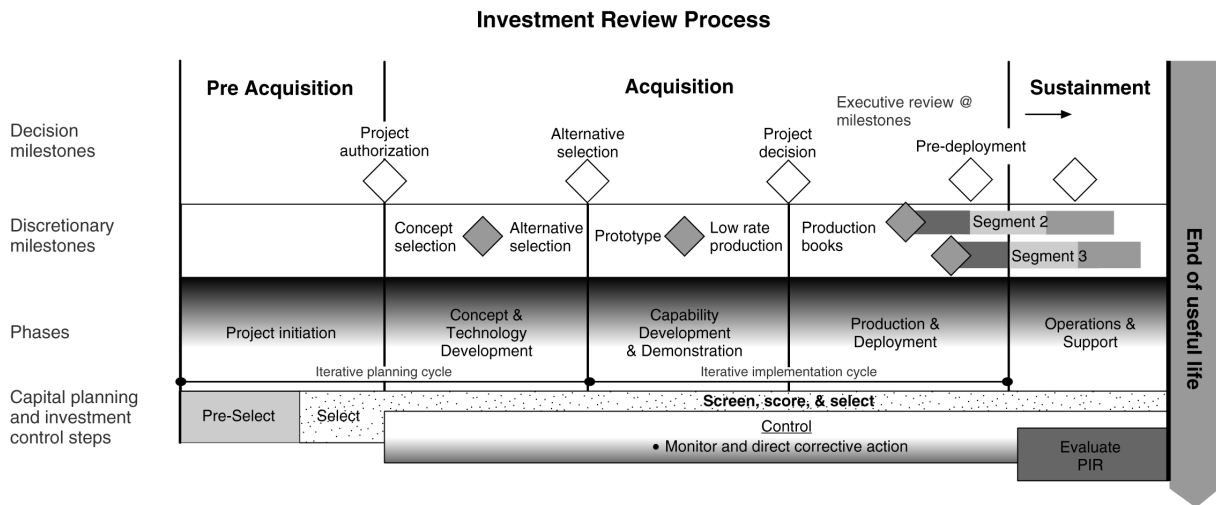 Investment Review Process
Pre Acquisition
Acquisition
Sustainment
Executive review @
milestones
Decision
milestones
Project
authorization
Alternative
selection
Project
decision
Pre-deployment
Discretionary
milestones
Concept
selection
Alternative
selection
Prototype
Low rate
production
Production
books
Segment 2
Segment 3
Phases
Project initiation
Concept &
Technology
Development
Capability
Development
& Demonstration
Production &
Deployment
Operations &
Support
Iterative planning cycle
Iterative implementation cycle
Capital planning
and investment
control steps
Pre-Select
Select
Screen, score, & select
Control
• Monitor and direct corrective action
Evaluate
PIR
End of useful life